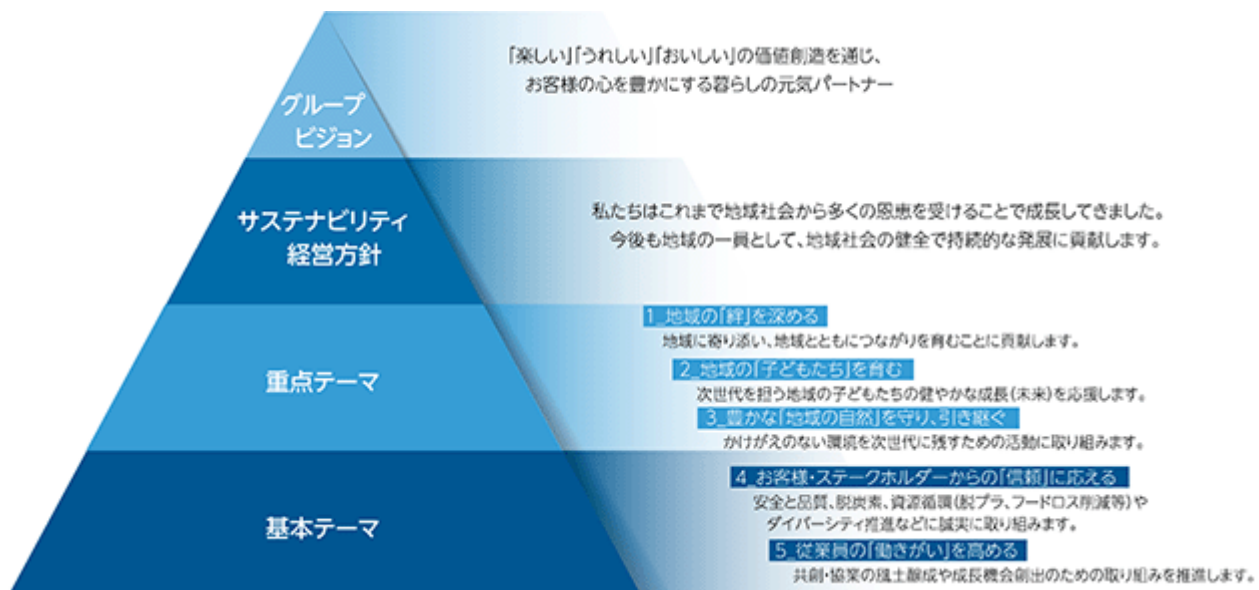 グループ
ビジョン
「楽しい」「うれしい」「おいしい」の価値創造を通じ、
お客様の心を豊かにする暮らしの元気パートナー
サステナビリティ
経営方針
私たちはこれまで地域社会から多くの恩恵を受けることで成長してきました。
今後も地域の一員として、地域社会の健全で持続的な発展に貢献します。
重点テーマ
1_地域の「絆」を深める
地域に寄り添い、地域とともにつながりを育むことに貢献します。
2_地域の「子どもたち」を育む
次世代を担う地域の子どもたちの健やかな成長(未来)を応援します。
3_豊かな「地域の自然」を守り、引き継ぐ
かけがえのない環境を次世代に残すための活動に取り組みます。
基本テーマ
4_お客様・ステークホルダーからの「信頼」に応える
安全と品質、脱炭素、資源循環(脱プラ、フードロス削減等)や
ダイバーシティ推進などに誠実に取り組みます。
5_従業員の「働きがい」を高める
共創・協業の風土醸成や成長機会創出のための取り組みを推進します。